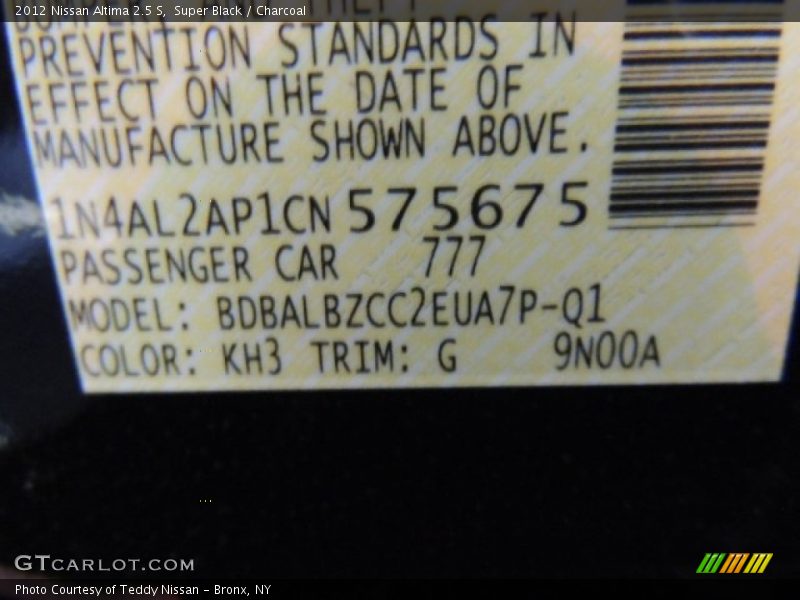 2012 Nissan Altima 2.5 S, Super Black / Charcoal
PREVENTION STANDARDS IN
EFFECT ON THE DATE OF
MANUFACTURE SHOWN ABOVE.
1N4AL2AP1CN575675
PASSENGER CAR 777
MODEL: BDBALBZCC2EUA7P-Q1
COLOR: KH3 TRIM: G 9N00A
GTCARLOT.COM
Photo Courtesy of Teddy Nissan - Bronx, NY